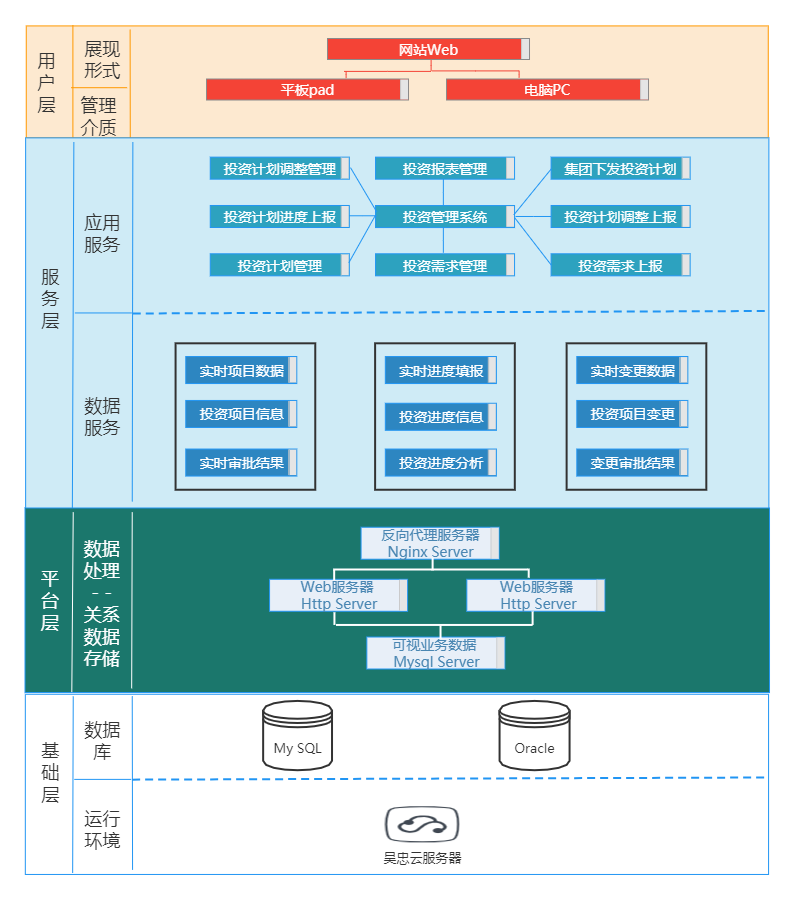 用
户
层
展现
形式
管理
介质
网站Web
平板pad
电脑PC
服
务
层
应用
服务
投资计划调整管理
投资报表管理
集团下发投资计划
投资计划进度上报
投资管理系统
投资计划调整上报
投资计划管理
投资需求管理
投资需求上报
数据
服务
实时项目数据
投资项目信息
实时审批结果
实时进度填报
投资进度信息
投资进度分析
实时变更数据
投资项目变更
变更审批结果
平
台
层
数据
处理
- -
关系
数据
存储
反向代理服务器
Nginx Server
Web服务器
Http Server
Web服务器
Http Server
可视业务数据
Mysql Server
基
础
层
数据
库
My SQL
Oracle
运行
环境
吴忠云服务器